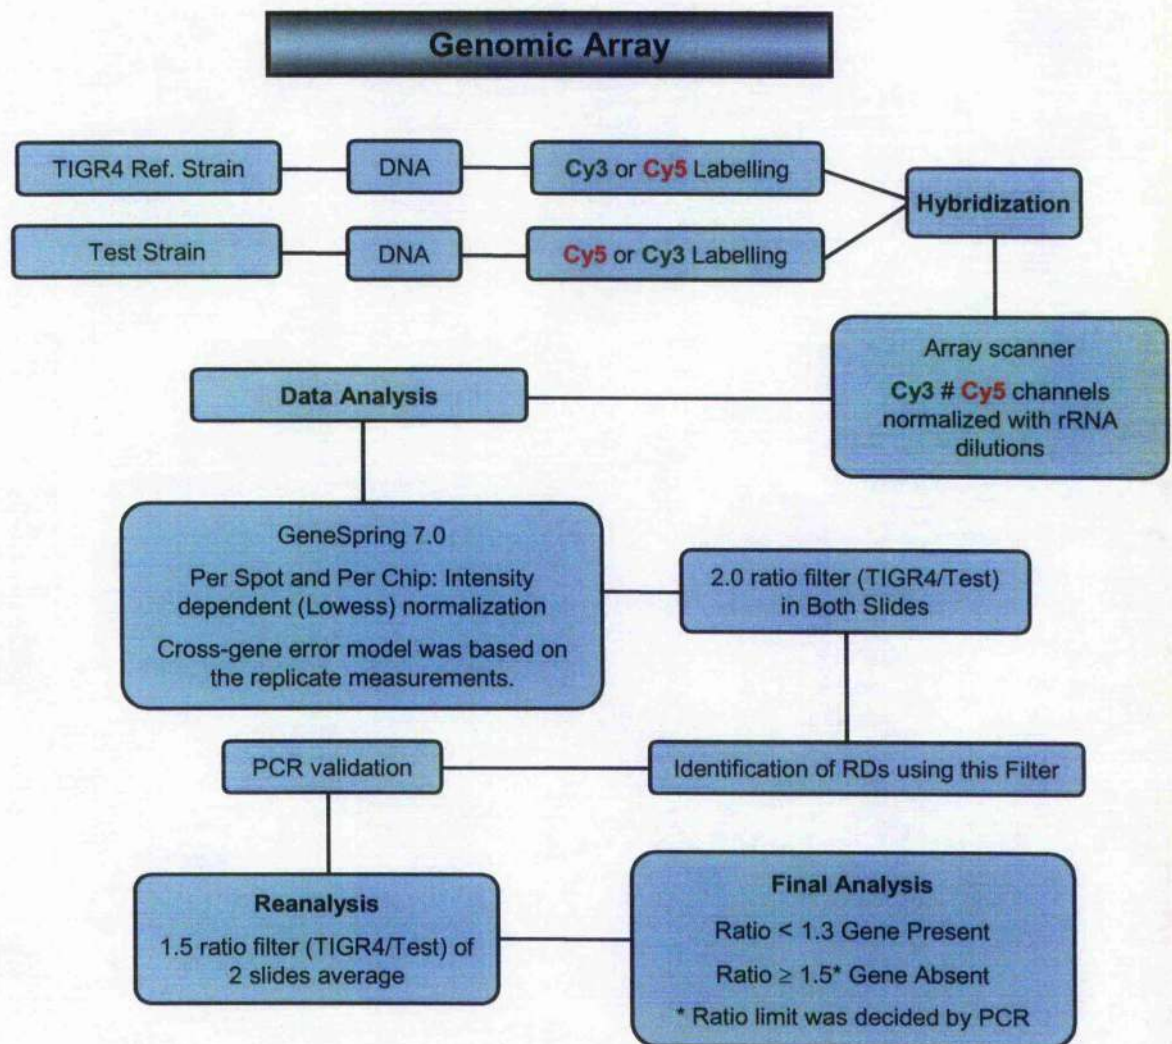 Genomic Array
TIGR4 Ref. Strain
DNA
Cy3 or Cy5 Labelling
Hybridization
Test Strain
DNA
Cy5 or Cy3 Labelling
Array scanner
Cy3 # Cy5 channels
normalized with rRNA
dilutions
Data Analysis
GeneSpring 7.0
Per Spot and Per Chip: Intensity
dependent (Lowess) normalization
Cross-gene error model was based on
the replicate measurements.
2.0 ratio filter (TIGR4/Test)
in Both Slides
Identification of RDs using this Filter
PCR validation
Reanalysis
1.5 ratio filter (TIGR4/Test) of
2 slides average
Final Analysis
Ratio < 1.3 Gene Present
Ratio ≥ 1.5* Gene Absent
* Ratio limit was decided by PCR